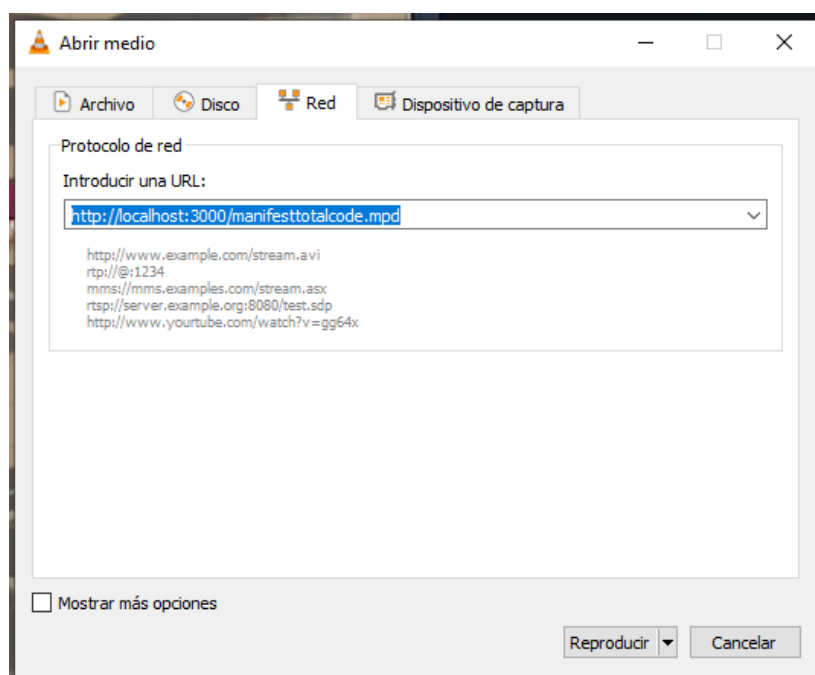 Abrir medio
Archivo Disco Red Dispositivo de captura
Protocolo de red
Introducir una URL:
http://localhost:3000/manifesttotalcode.mpd
http://www.example.com/stream.avi
rtp://@:1234
mms://mms.examples.com/stream.asx
rtsp://server.example.org:8080/test.sdp
http://www.yourtube.com/watch?v=gg64x
Mostrar más opciones
Reproducir Cancelar